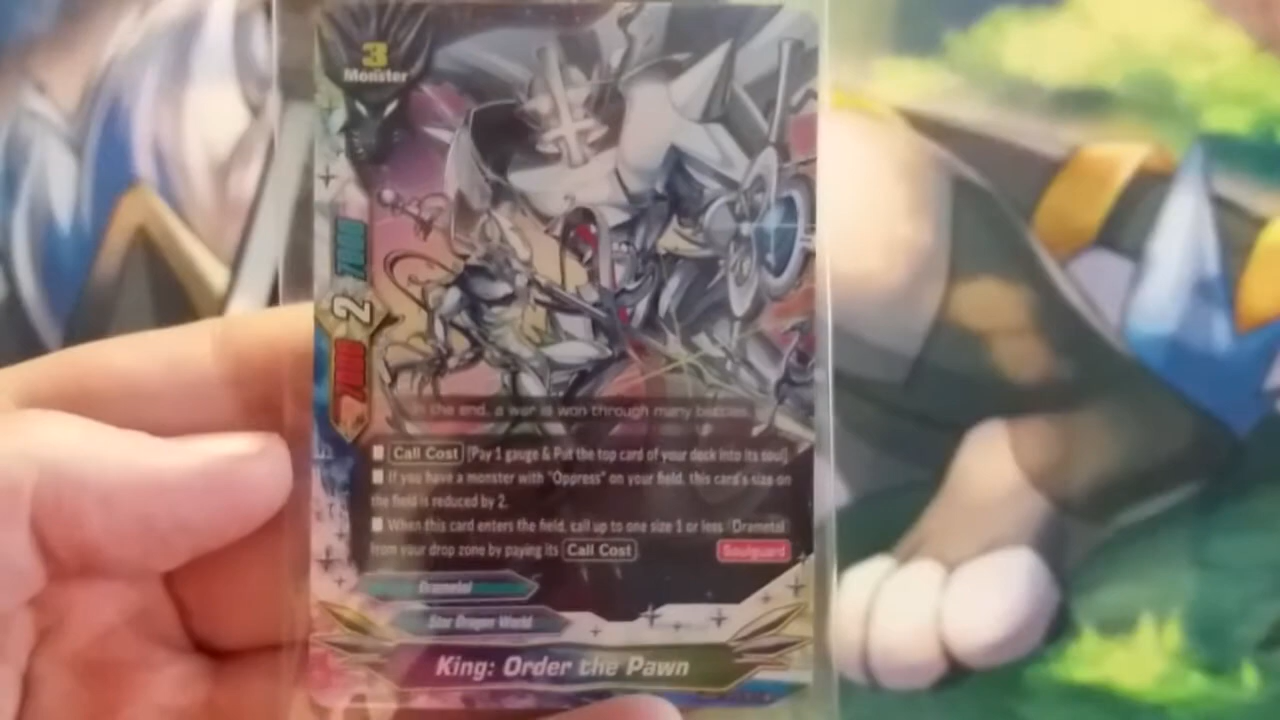 3
Monster
2
In the end, a war is won through many battles.
Call Cost [Pay 1 gauge & Put the top card of your deck into its soul]
If you have a monster with "Oppress" on your field, this card's size on
the field is reduced by 2.
When this card enters the field, call up to one size 1 or less Drametal
from your drop zone by paying its Call Cost
Soulguard
Drametal
Star Dragon World
King: Order the Pawn